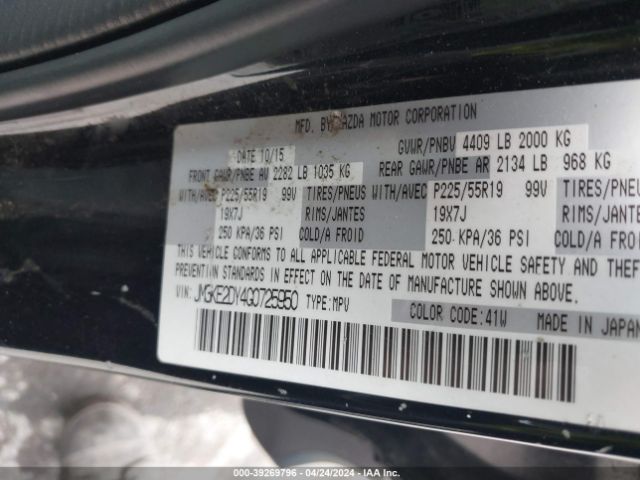 MFD. BY MAZDA MOTOR CORPORATION
DATE 10/15 GVWR/PNBV 4409 LB 2000 KG
FRONT GAWR/PNBE AV 2282 LB 1035 KG REAR GAWR/PNBE AR 2134 LB 968 KG
WITH/AVEC P225/55R19 99V TIRES/PNEUS WITH/AVEC P225/55R19 99V TIRES/PNEUS
19X7J RIMS/JANTES 19X7J RIMS/JANTES
250 KPA/36 PSI COLD/A FROID 250 KPA/36 PSI COLD/A FROID
THIS VEHICLE CONFORMS TO ALL APPLICABLE FEDERAL MOTOR VEHICLE SAFETY AND THEFT
PREVENTION STANDARDS IN EFFECT ON THE DATE OF MANUFACTURE SHOWN ABOVE.
VIN: JM3KE2DY4G0725950 TYPE:MPV
COLOR CODE:41W MADE IN JAPAN
000-39269796 - 04/24/2024 - IAA Inc.